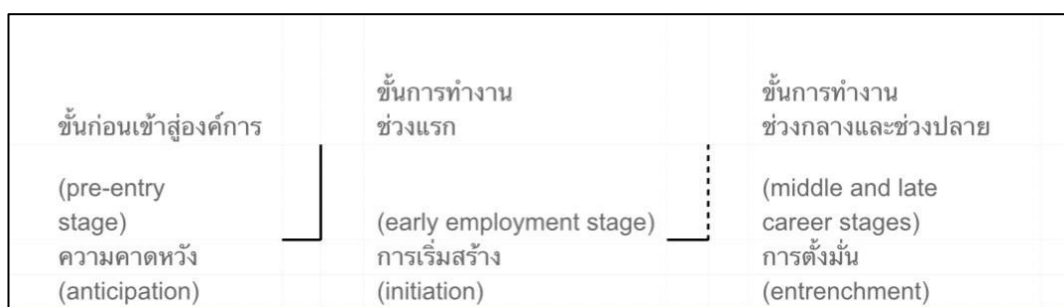 ขั้นก่อนเข้าสู่องค์การ
(pre-entry
stage)
ความคาดหวัง
(anticipation)
ขั้นการทำงาน
ช่วงแรก
(early employment stage)
การเริ่มสร้าง
(initiation)
ขั้นการทำงาน
ช่วงกลางและช่วงปลาย
(middle and late
career stages)
การตั้งมั่น
(entrenchment)